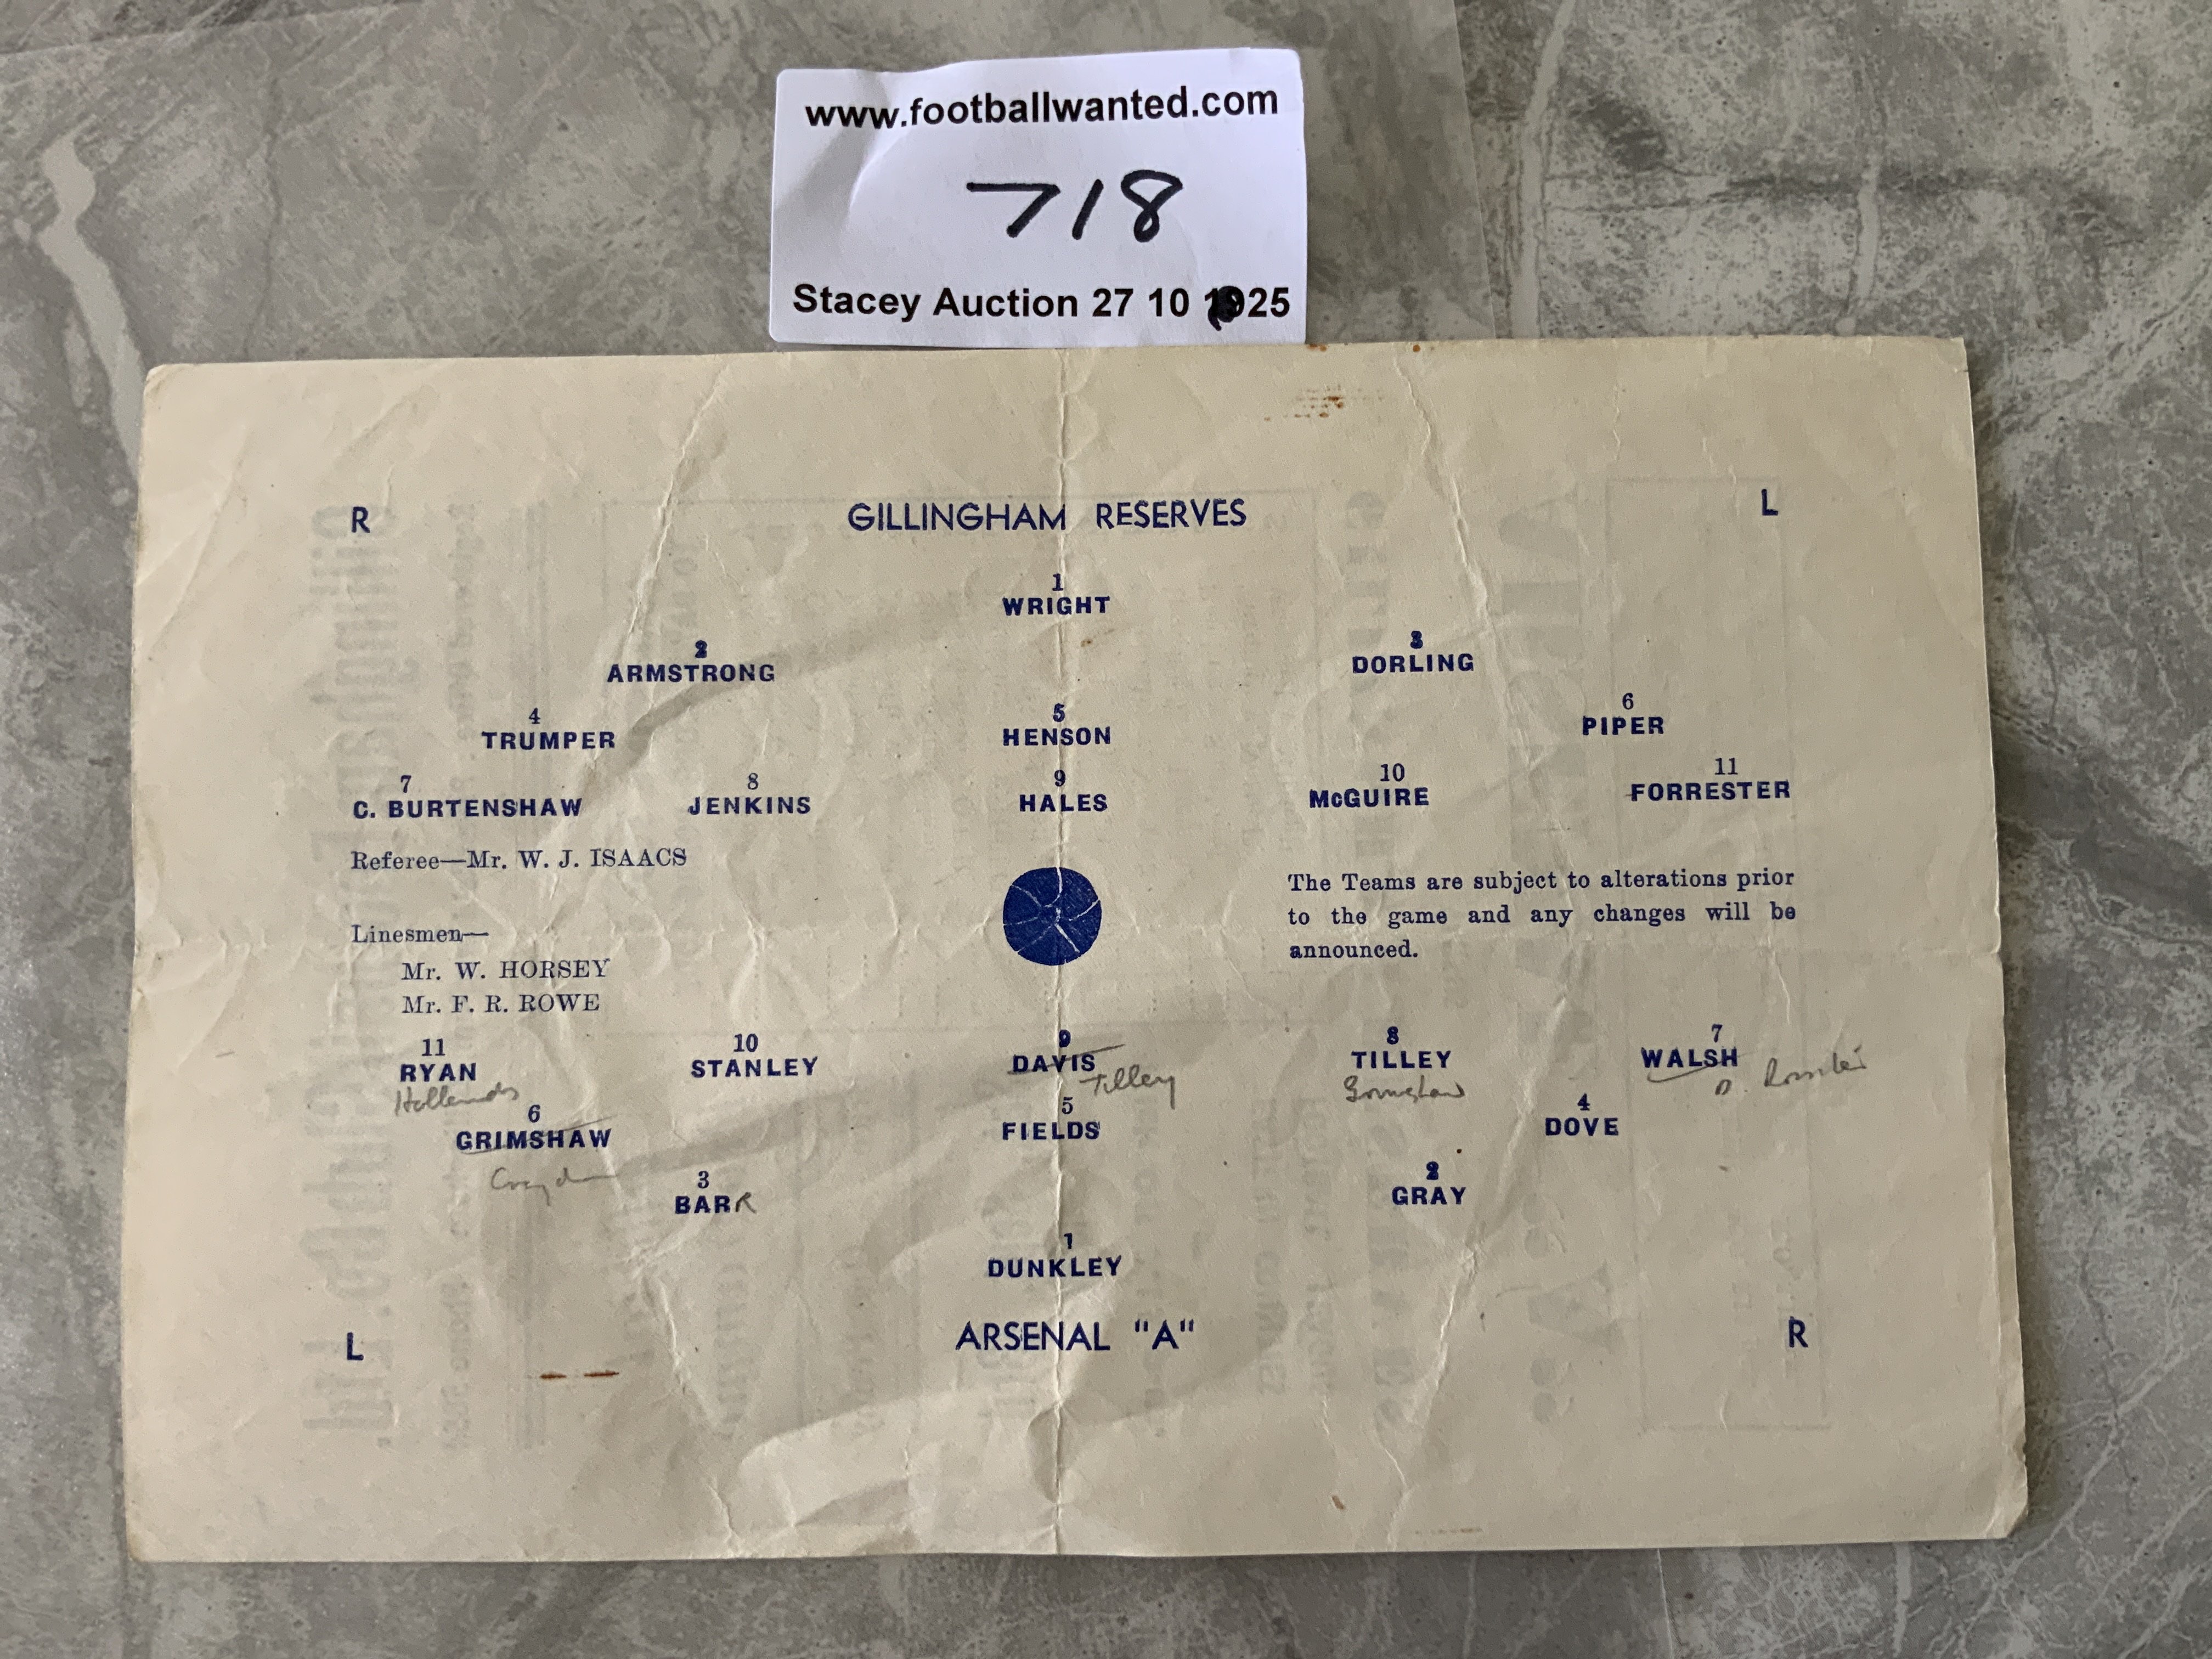 www.footballwanted.com
718
Stacey Auction 27 10 1925
R GILLINGHAM RESERVES L
1
WRIGHT
2 3
ARMSTRONG DORLING
4 5 6
TRUMPER HENSON PIPER
7 8 9 10 11
C. BURTENSHAW JENKINS HALES McGUIRE FORRESTER
Referee—Mr. W. J. ISAACS
The Teams are subject to alterations prior
to the game and any changes will be
announced.
Linesmen—
Mr. W. HORSEY
Mr. F. R. ROWE
11 10 9 8 7
RYAN STANLEY DAVIS TILLEY WALSH
Hollands Tilley Grimshaw D.
6 5 4
GRIMSHAW FIELDS DOVE
Croydon
3 2
BARR GRAY
1
DUNKLEY
L ARSENAL "A" R